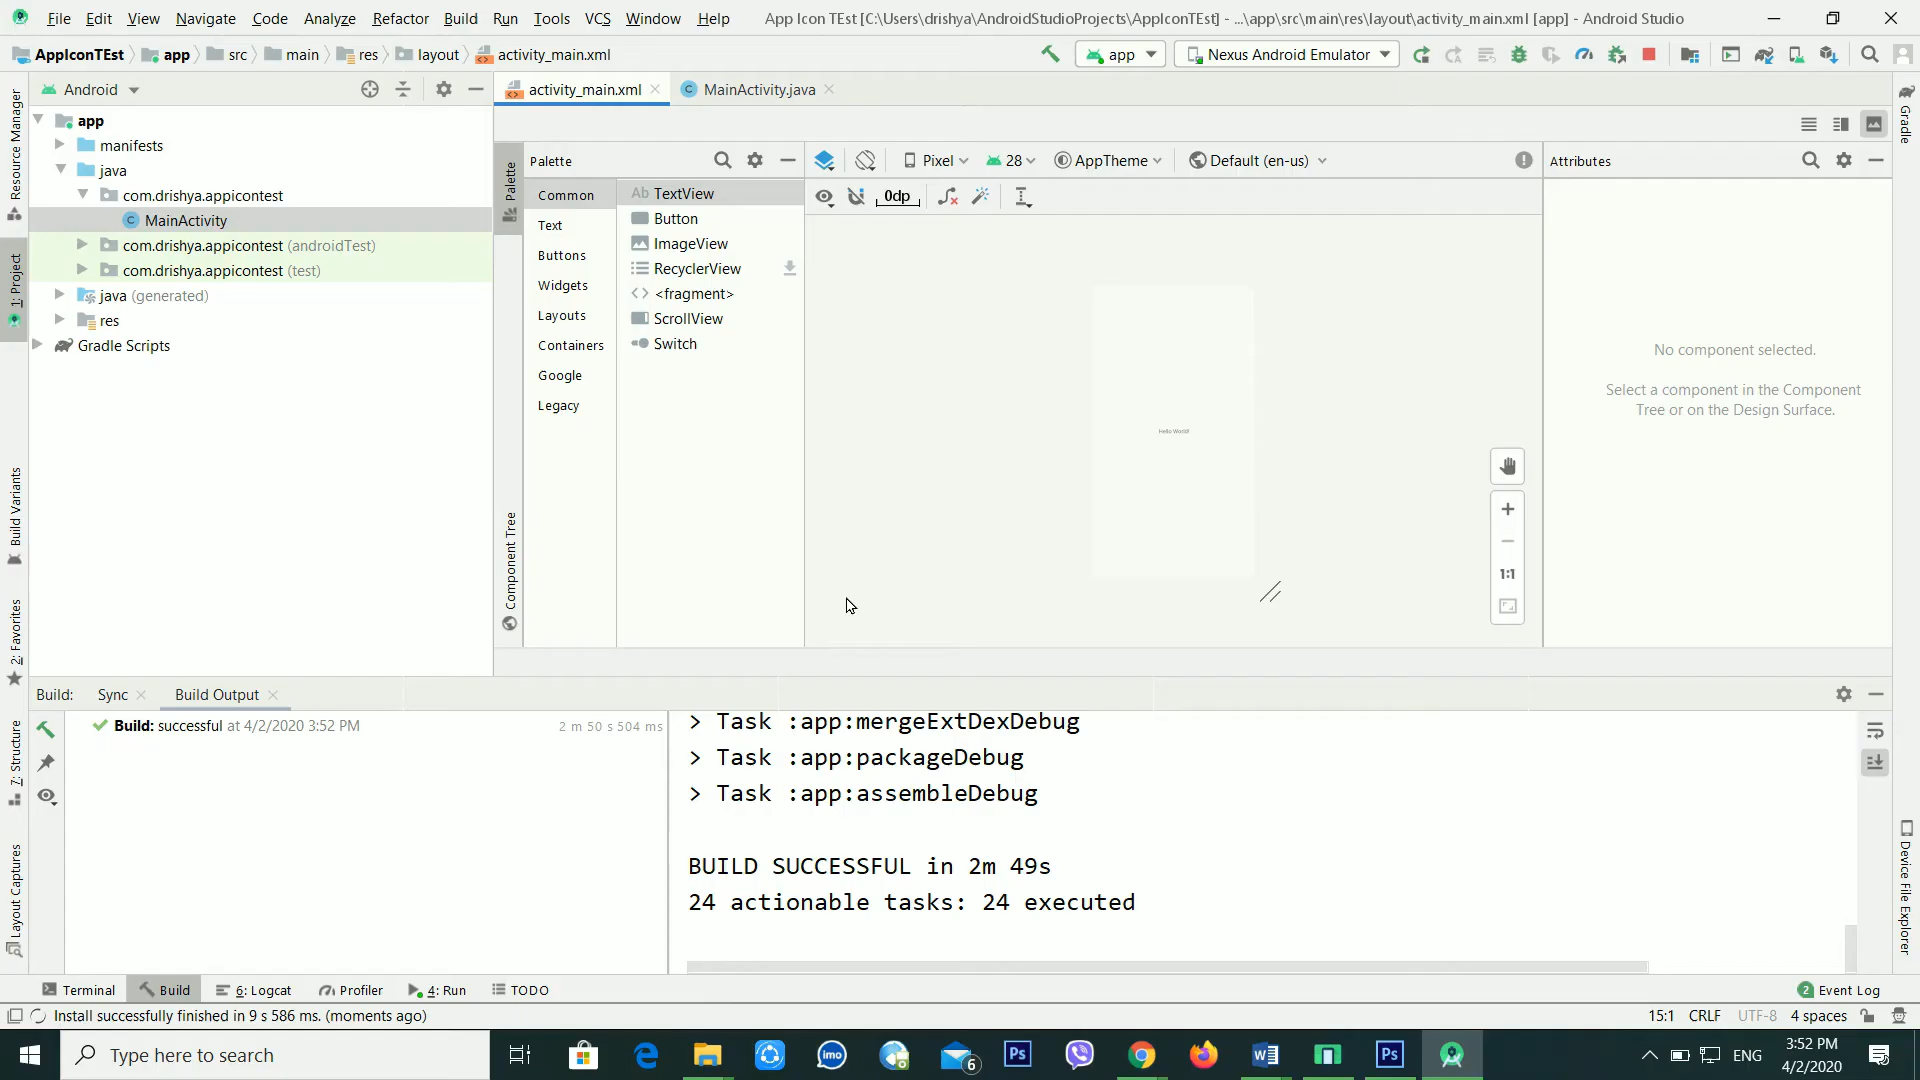 File Edit View Navigate Code Analyze Refactor Build Run Tools VCS Window Help App Icon TEst [C:\Users\drishya\AndroidStudioProjects\AppIconTEst] - ...\app\src\main\res\layout\activity_main.xml [app] - Android Studio
AppIconTEst app src main res layout activity_main.xml app Nexus Android Emulator
Android
activity_main.xml MainActivity.java
app
manifests
java
com.drishya.appicontest
MainActivity
com.drishya.appicontest (androidTest)
com.drishya.appicontest (test)
java (generated)
res
Gradle Scripts
Resource Manager
1: Project
Build Variants
2: Favorites
7: Structure
Layout Captures
Palette
Component Tree
Palette
Common
Text
Buttons
Widgets
Layouts
Containers
Google
Legacy
Ab TextView
Button
ImageView
RecyclerView
<fragment>
ScrollView
Switch
Pixel 28 AppTheme Default (en-us)
0dp
Hello World!
1:1
Attributes
No component selected.
Select a component in the Component
Tree or on the Design Surface.
Gradle
Device File Explorer
Build: Sync Build Output
Build: successful at 4/2/2020 3:52 PM 2 m 50 s 504 ms
> Task :app:mergeExtDexDebug
> Task :app:packageDebug
> Task :app:assembleDebug
BUILD SUCCESSFUL in 2m 49s
24 actionable tasks: 24 executed
Terminal Build 6: Logcat Profiler 4: Run TODO 2 Event Log
Install successfully finished in 9 s 586 ms. (moments ago) 15:1 CRLF UTF-8 4 spaces
Type here to search imo 6 Ps W Ps ENG 3:52 PM
4/2/2020